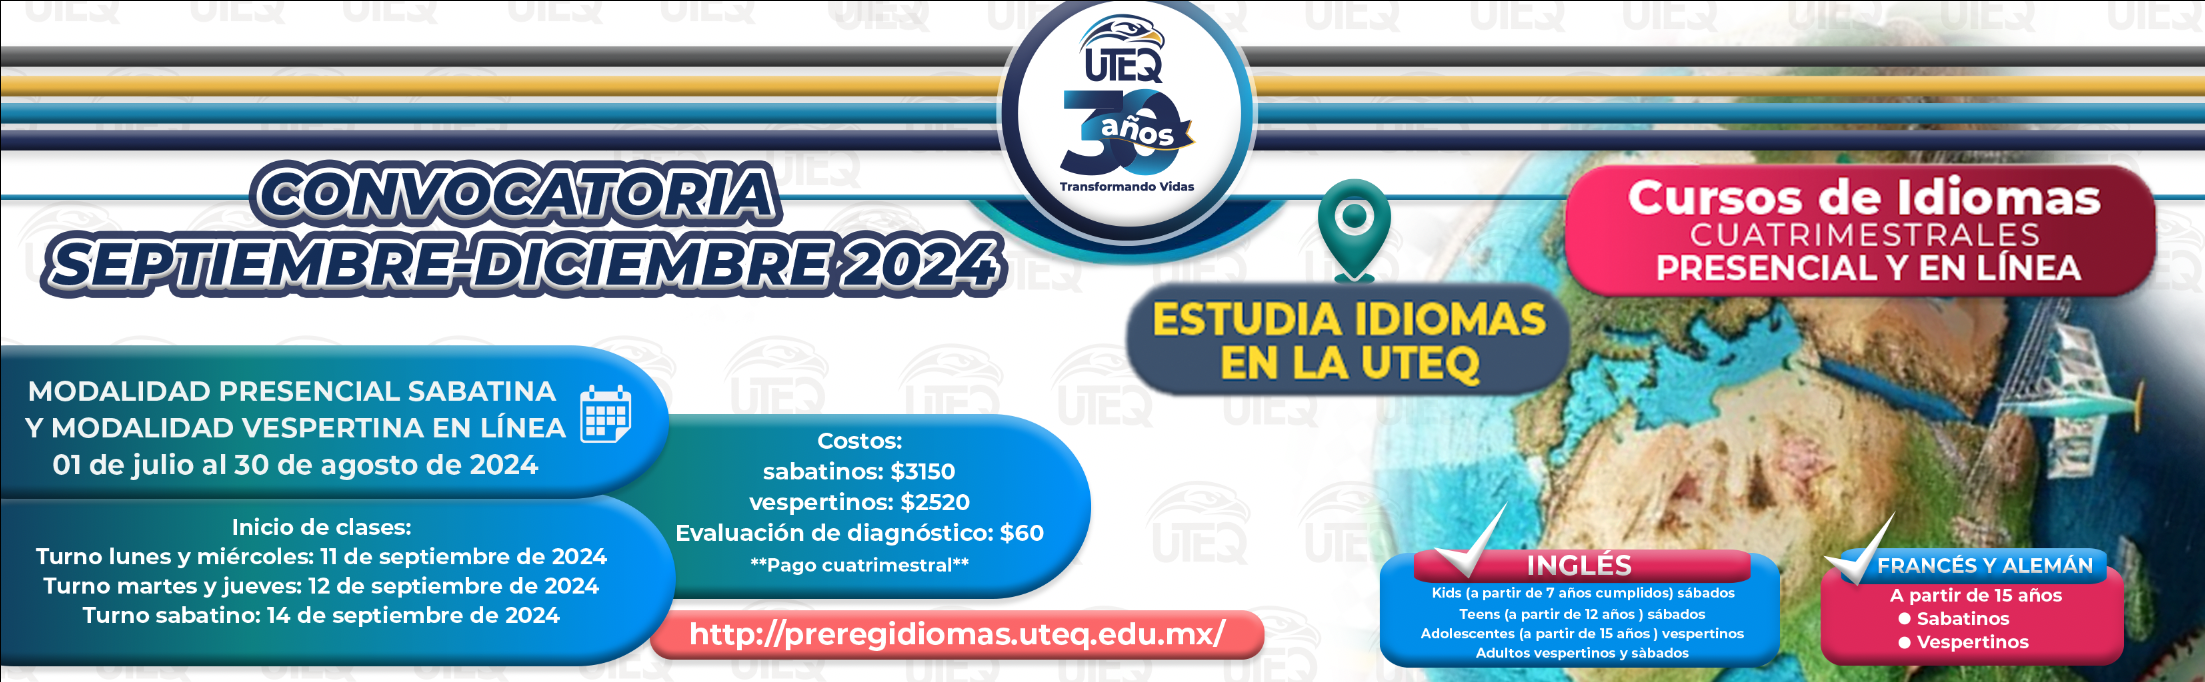 UTEQ
30
años
Transformando Vidas
CONVOCATORIA
SEPTIEMBRE-DICIEMBRE 2024
MODALIDAD PRESENCIAL SABATINA
Y MODALIDAD VESPERTINA EN LÍNEA
01 de julio al 30 de agosto de 2024
Inicio de clases:
Turno lunes y miércoles: 11 de septiembre de 2024
Turno martes y jueves: 12 de septiembre de 2024
Turno sabatino: 14 de septiembre de 2024
Costos:
sabatinos: $3150
vespertinos: $2520
Evaluación de diagnóstico: $60
**Pago cuatrimestral**
http://preregidiomas.uteq.edu.mx/
ESTUDIA IDIOMAS
EN LA UTEQ
Cursos de Idiomas
CUATRIMESTRALES
PRESENCIAL Y EN LÍNEA
INGLÉS
Kids (a partir de 7 años cumplidos) sábados
Teens (a partir de 12 años ) sábados
Adolescentes (a partir de 15 años ) vespertinos
Adultos vespertinos y sàbados
FRANCÉS Y ALEMÁN
A partir de 15 años
● Sabatinos
● Vespertinos